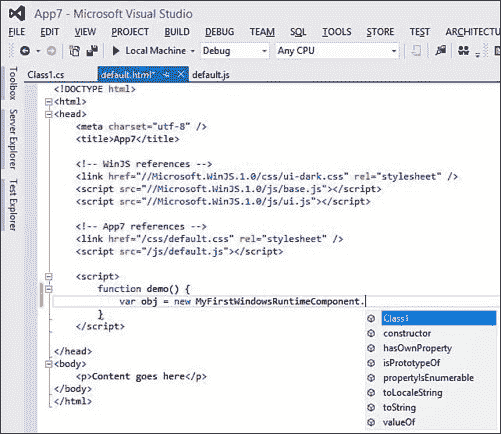 App7 - Microsoft Visual Studio
FILE EDIT VIEW PROJECT BUILD DEBUG TEAM SQL TOOLS STORE TEST ARCHITECT
Local Machine Debug Any CPU
Toolbox
Server Explorer
Test Explorer
Class1.cs default.html* default.js
<!DOCTYPE html>
<html>
<head>
<meta charset="utf-8" />
<title>App7</title>
<!-- WinJS references -->
<link href="//Microsoft.WinJS.1.0/css/ui-dark.css" rel="stylesheet" />
<script src="//Microsoft.WinJS.1.0/js/base.js"></script>
<script src="//Microsoft.WinJS.1.0/js/ui.js"></script>
<!-- App7 references -->
<link href="/css/default.css" rel="stylesheet" />
<script src="/js/default.js"></script>
<script>
function demo() {
var obj = new MyFirstWindowsRuntimeComponent.
}
</script>
</head>
<body>
<p>Content goes here</p>
</body>
</html>
Class1
constructor
hasOwnProperty
isPrototypeOf
propertyIsEnumerable
toLocaleString
toString
valueOf